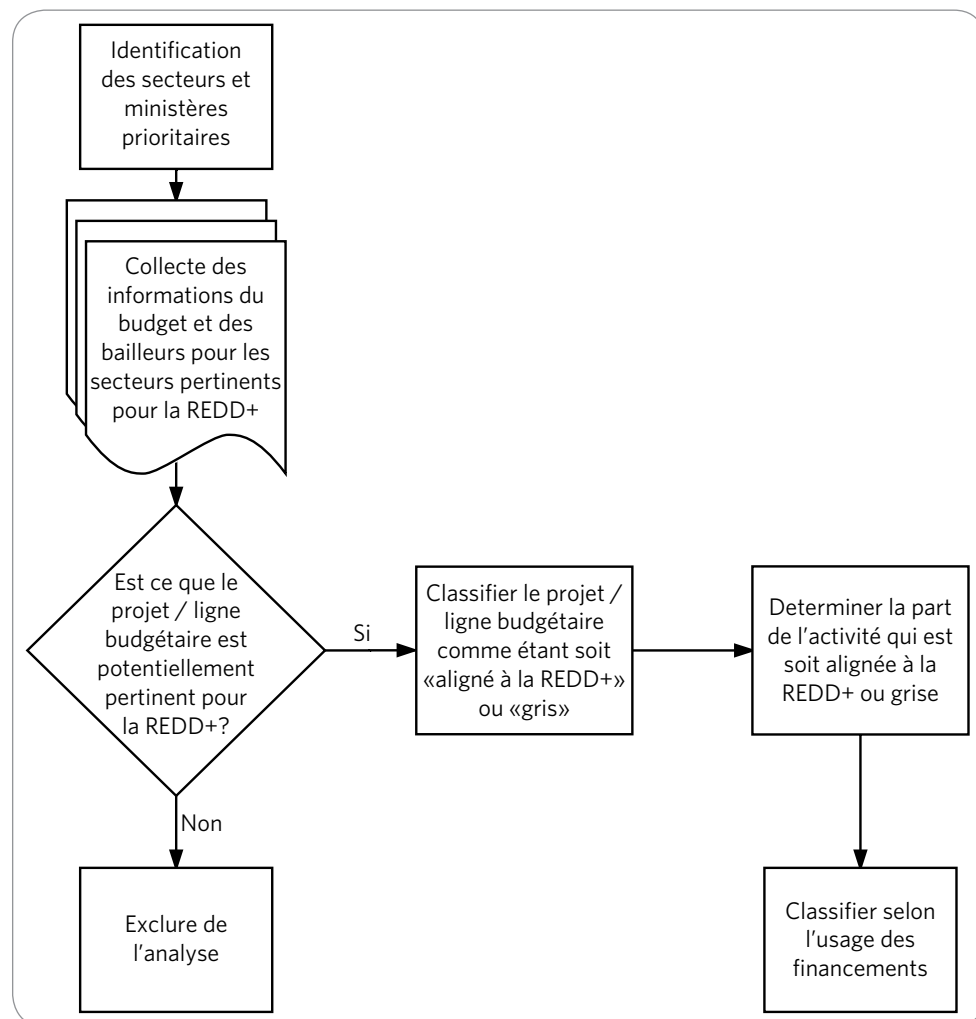 Identification
des secteurs et
ministères
prioritaires
Collecte des
informations du
budget et des
bailleurs pour les
secteurs pertinents
pour la REDD+
Est ce que le
projet / ligne
budgétaire est
potentiellement
pertinent pour
la REDD+?
Si
Classifier le projet /
ligne budgétaire
comme étant soit
«aligné à la REDD+»
ou «gris»
Determiner la part
de l'activité qui est
soit alignée à la
REDD+ ou grise
Non
Exclure de
l'analyse
Classifier selon
l'usage des
financements